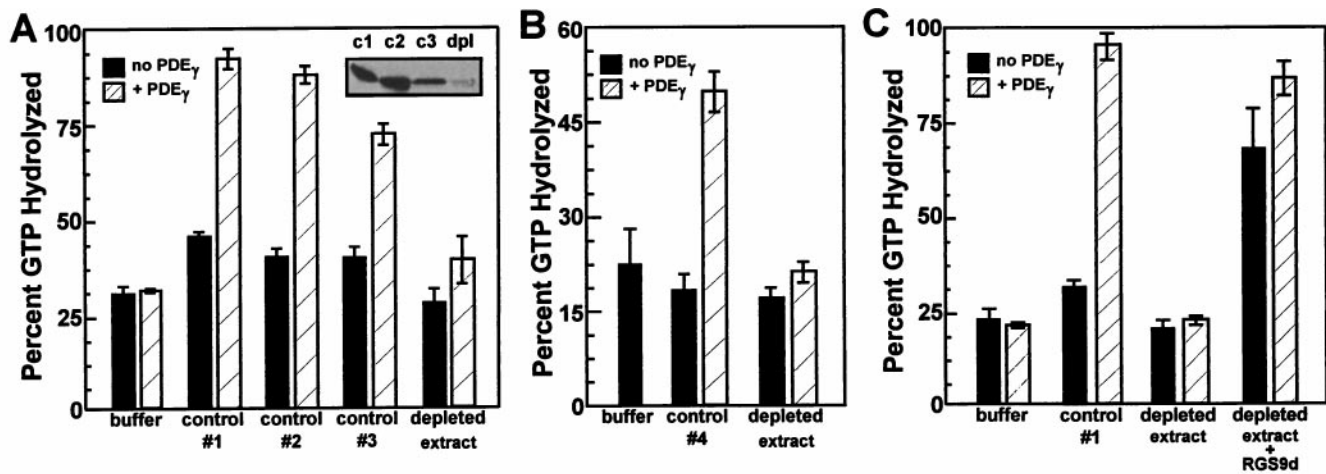 A
Percent GTP Hydrolyzed
100
75
50
25
0
no PDEγ
+ PDEγ
c1 c2 c3 dpl
buffer control #1 control #2 control #3 depleted extract
B
Percent GTP Hydrolyzed
60
45
30
15
0
no PDEγ
+ PDEγ
buffer control #4 depleted extract
C
Percent GTP Hydrolyzed
100
75
50
25
0
no PDEγ
+ PDEγ
buffer control #1 depleted extract depleted extract + RGS9d